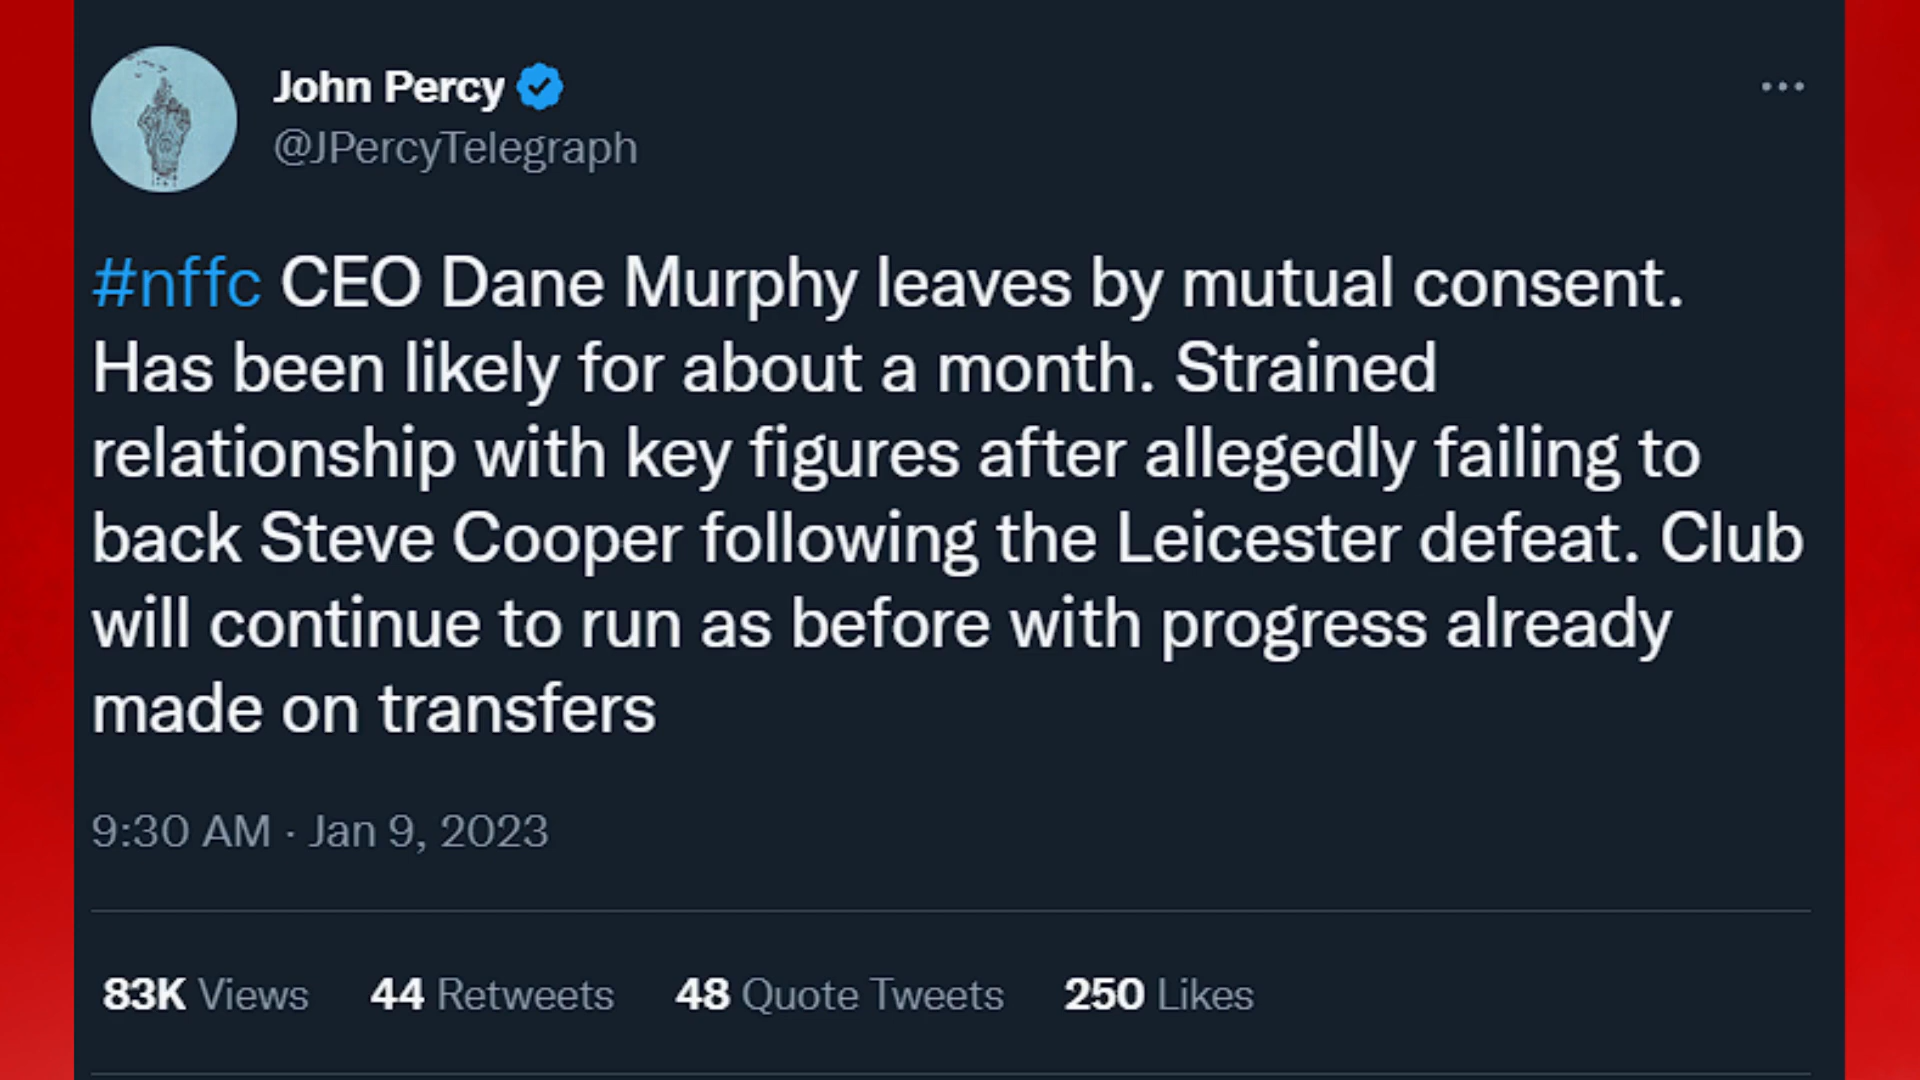 John Percy
@JPercyTelegraph
#nffc CEO Dane Murphy leaves by mutual consent.
Has been likely for about a month. Strained
relationship with key figures after allegedly failing to
back Steve Cooper following the Leicester defeat. Club
will continue to run as before with progress already
made on transfers
9:30 AM · Jan 9, 2023
83K Views 44 Retweets 48 Quote Tweets 250 Likes